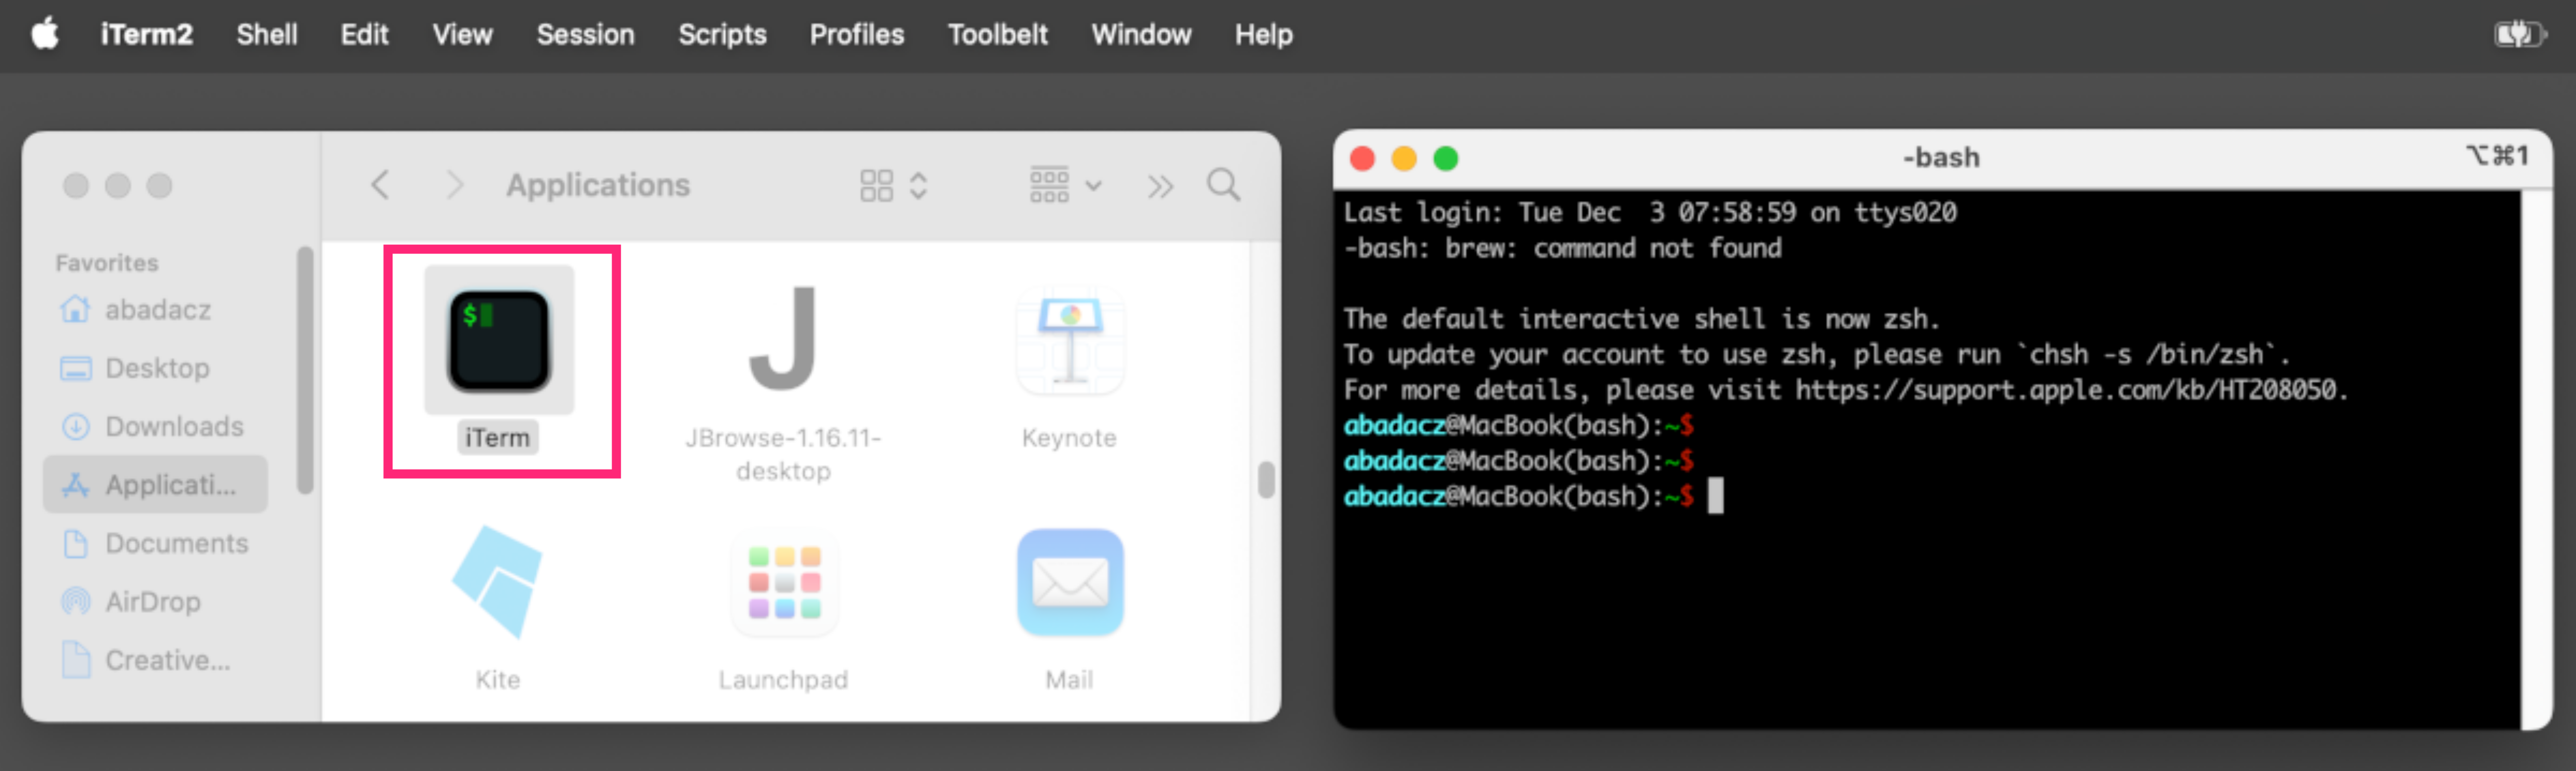 iTerm2 Shell Edit View Session Scripts Profiles Toolbelt Window Help
Applications
Favorites
abadacz
Desktop
Downloads
Applicati...
Documents
AirDrop
Creative...
$
iTerm
J
JBrowse-1.16.11-
desktop
Keynote
Kite
Launchpad
Mail
-bash
⌥⌘1
Last login: Tue Dec  3 07:58:59 on ttys020
-bash: brew: command not found
The default interactive shell is now zsh.
To update your account to use zsh, please run `chsh -s /bin/zsh`.
For more details, please visit https://support.apple.com/kb/HT208050.
abadacz@MacBook(bash):~$
abadacz@MacBook(bash):~$
abadacz@MacBook(bash):~$